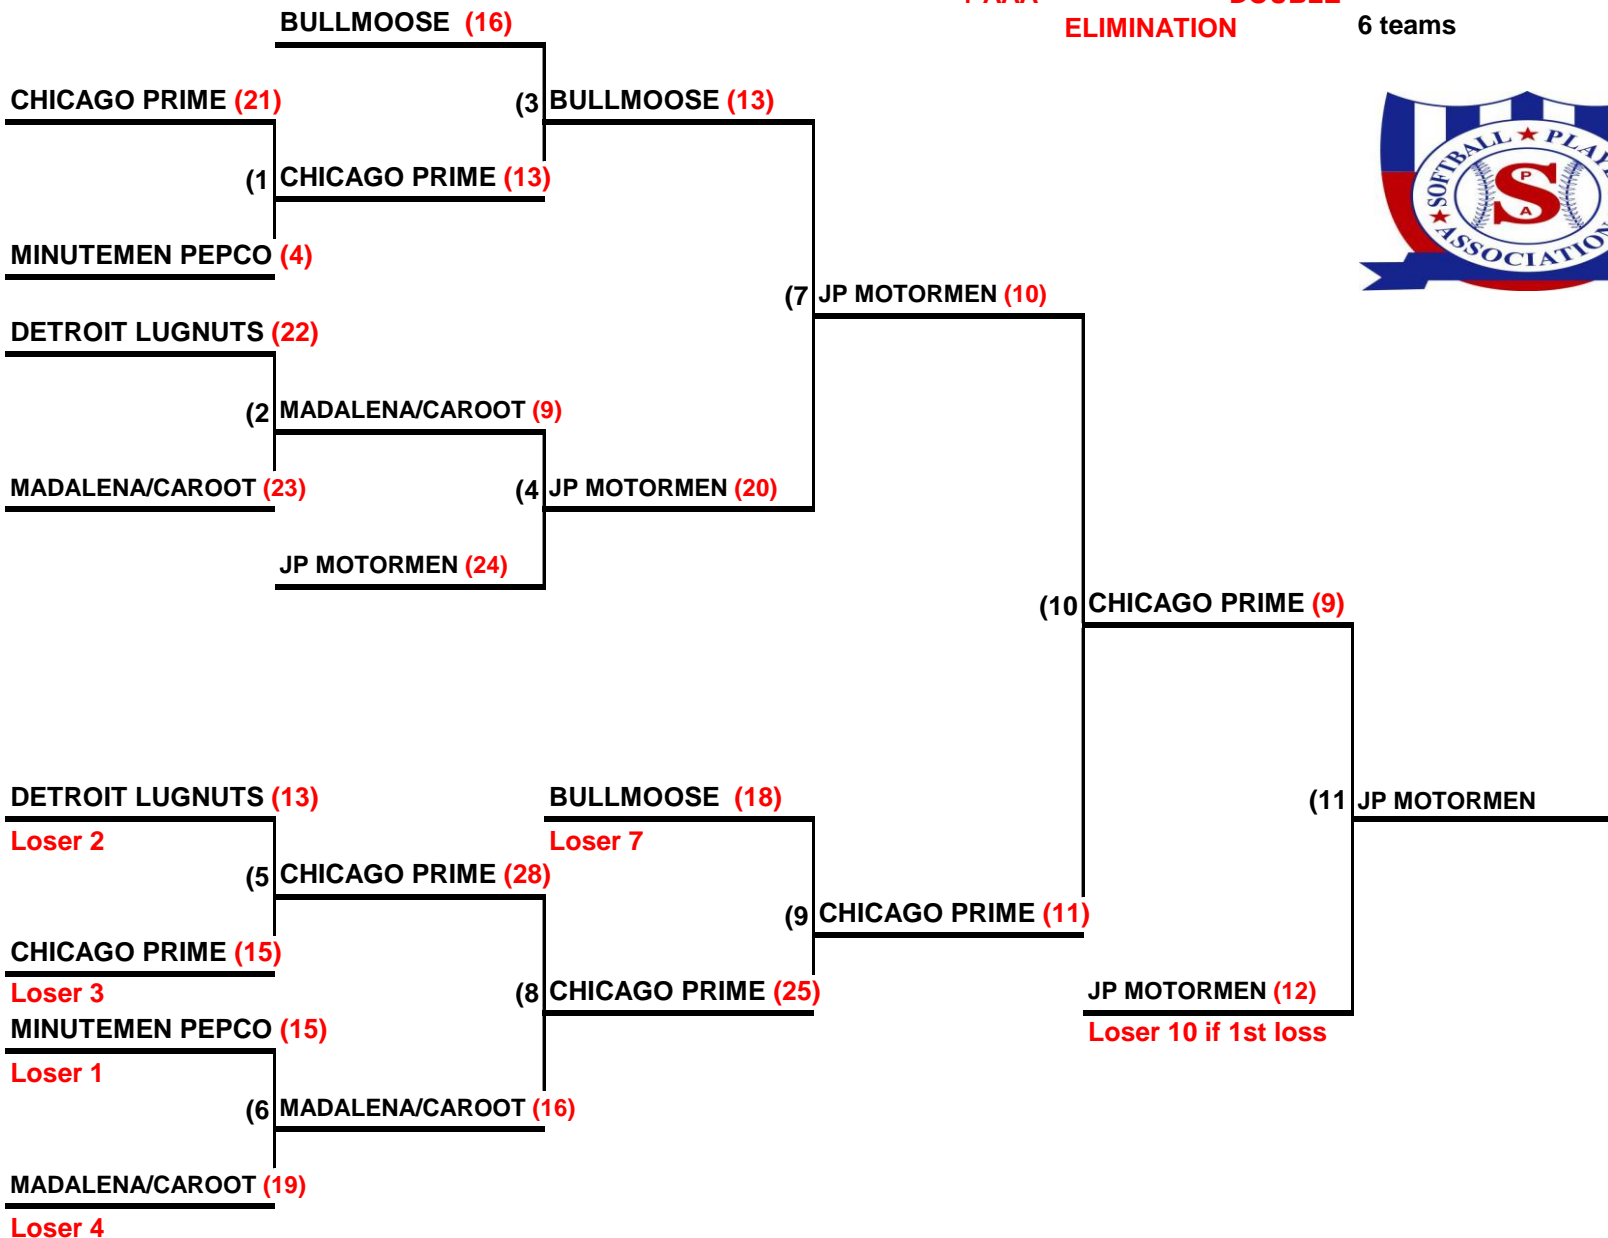 DOUBLE
ELIMINATION 6 teams
BULLMOOSE (16)
CHICAGO PRIME (21)
(3 BULLMOOSE (13)
(1 CHICAGO PRIME (13)
MINUTEMEN PEPCO (4)
SOFTBALL ★ PLAY
P
S
A
★ ASSOCIATION
(7 JP MOTORMEN (10)
DETROIT LUGNUTS (22)
(2 MADALENA/CAROOT (9)
MADALENA/CAROOT (23)
(4 JP MOTORMEN (20)
JP MOTORMEN (24)
(10 CHICAGO PRIME (9)
DETROIT LUGNUTS (13)
Loser 2
BULLMOOSE (18)
Loser 7
(11 JP MOTORMEN
(5 CHICAGO PRIME (28)
(9 CHICAGO PRIME (11)
CHICAGO PRIME (15)
Loser 3
(8 CHICAGO PRIME (25)
JP MOTORMEN (12)
Loser 10 if 1st loss
MINUTEMEN PEPCO (15)
Loser 1
(6 MADALENA/CAROOT (16)
MADALENA/CAROOT (19)
Loser 4